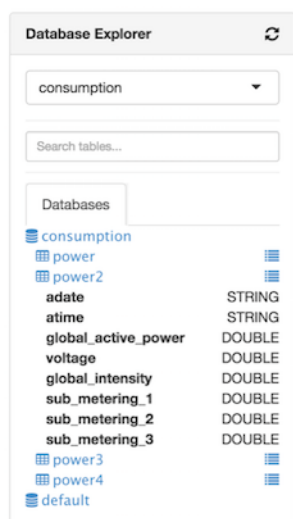 Database Explorer
consumption
Search tables...
Databases
consumption
power
power2
adate STRING
atime STRING
global_active_power DOUBLE
voltage DOUBLE
global_intensity DOUBLE
sub_metering_1 DOUBLE
sub_metering_2 DOUBLE
sub_metering_3 DOUBLE
power3
power4
default